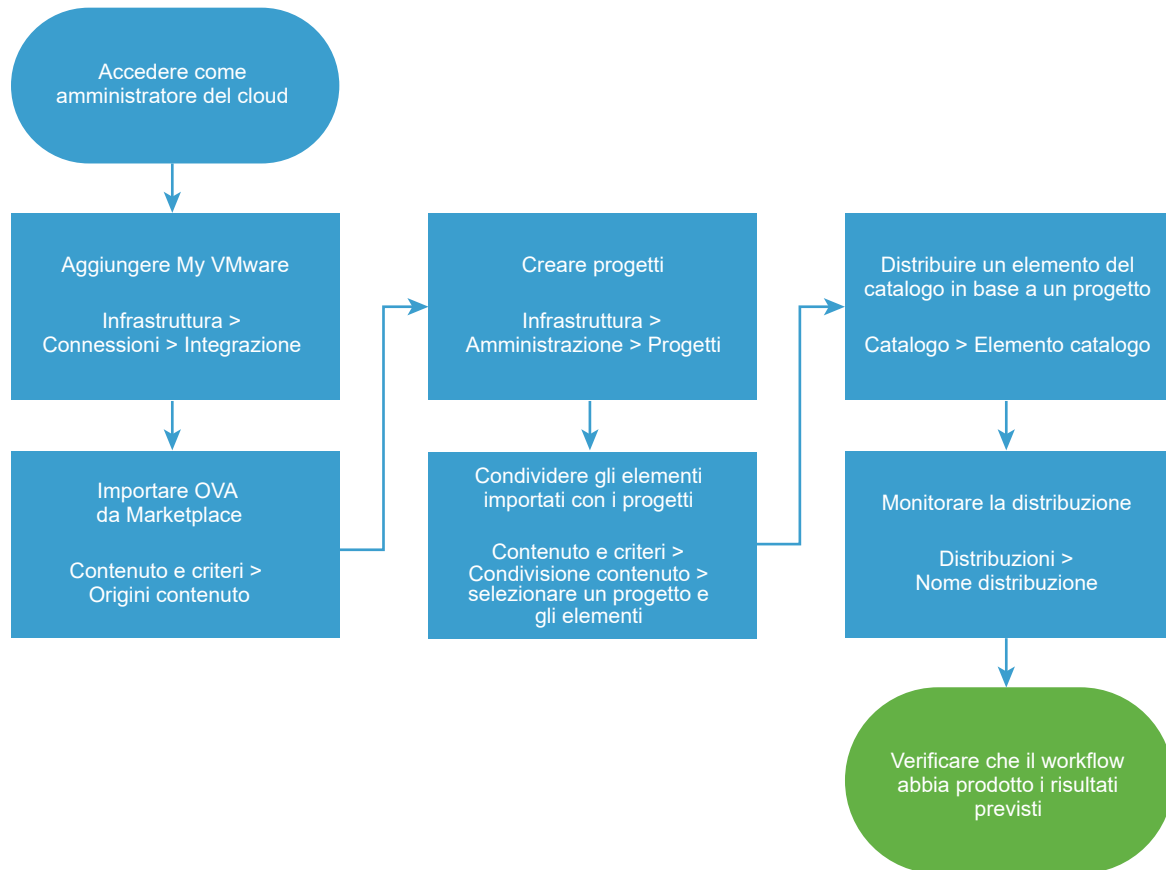 Accedere come
amministratore del cloud
Aggiungere My VMware
Infrastruttura >
Connessioni > Integrazione
Importare OVA
da Marketplace
Contenuto e criteri >
Origini contenuto
Creare progetti
Infrastruttura >
Amministrazione > Progetti
Condividere gli elementi
importati con i progetti
Contenuto e criteri >
Condivisione contenuto >
selezionare un progetto e
gli elementi
Distribuire un elemento del
catalogo in base a un progetto
Catalogo > Elemento catalogo
Monitorare la distribuzione
Distribuzioni >
Nome distribuzione
Verificare che il workflow
abbia prodotto i risultati
previsti